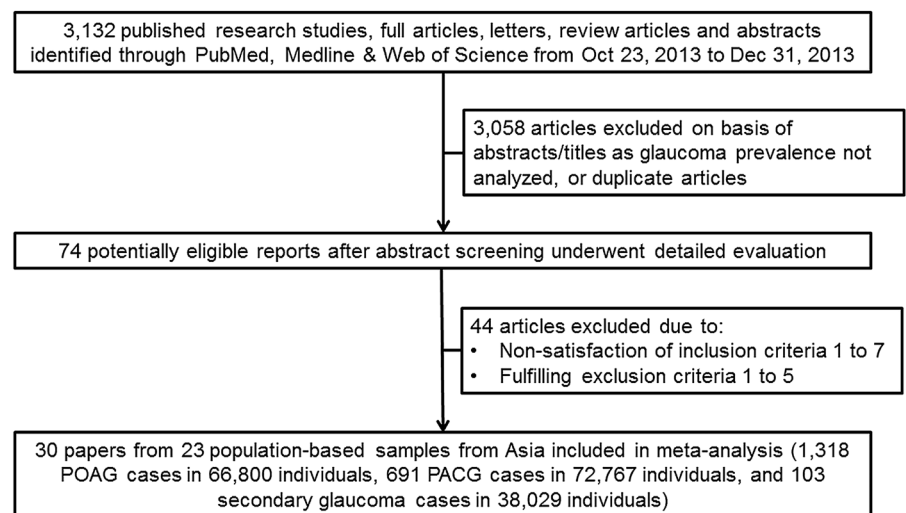 3,132 published research studies, full articles, letters, review articles and abstracts
identified through PubMed, Medline & Web of Science from Oct 23, 2013 to Dec 31, 2013
3,058 articles excluded on basis of
abstracts/titles as glaucoma prevalence not
analyzed, or duplicate articles
74 potentially eligible reports after abstract screening underwent detailed evaluation
44 articles excluded due to:
• Non-satisfaction of inclusion criteria 1 to 7
• Fulfilling exclusion criteria 1 to 5
30 papers from 23 population-based samples from Asia included in meta-analysis (1,318
POAG cases in 66,800 individuals, 691 PACG cases in 72,767 individuals, and 103
secondary glaucoma cases in 38,029 individuals)